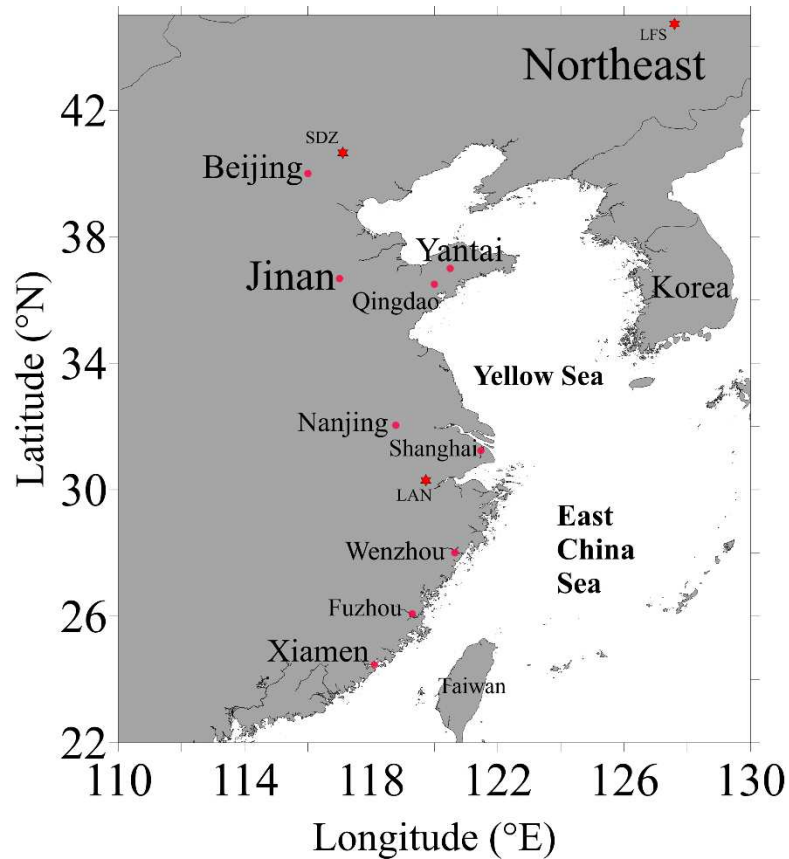 LFS
Northeast
42
SDZ
Beijing
38
Yantai
Jinan
Qingdao
Korea
34
Yellow Sea
Nanjing
Shanghai
30
LAN
East
China
Sea
Wenzhou
26
Fuzhou
Xiamen
Taiwan
22
110
114
118
122
126
130
Latitude (°N)
Longitude (°E)